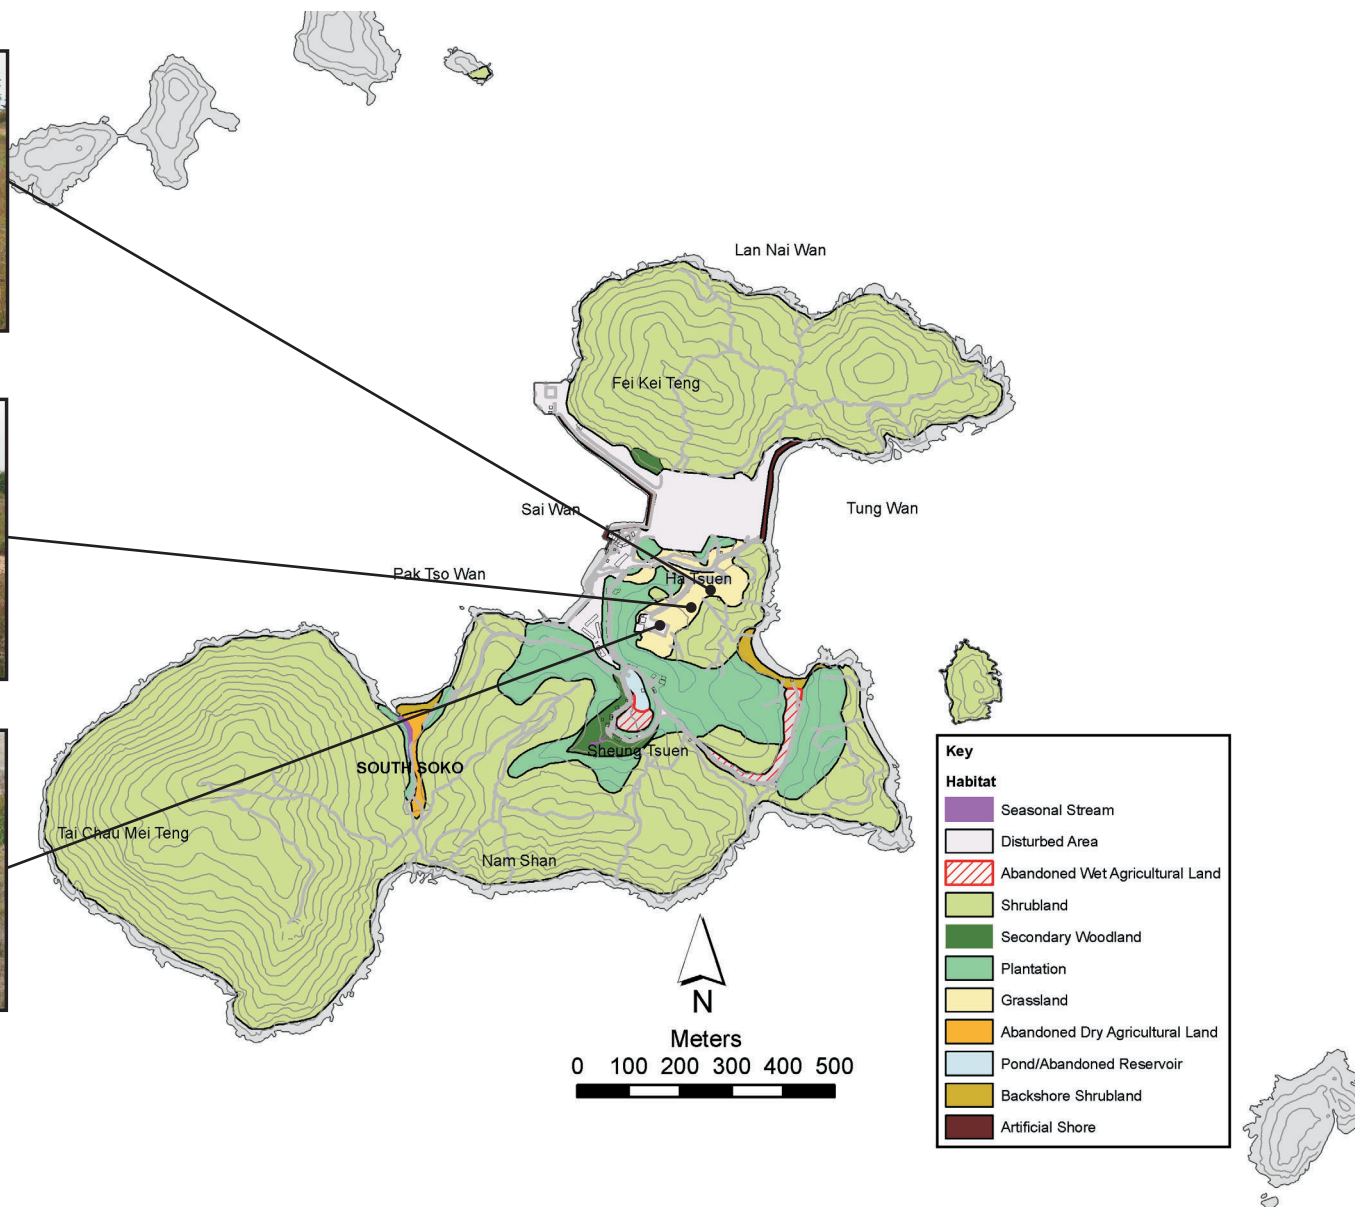 Lan Nai Wan
Fei Kei Teng
Sai Wan
Tung Wan
Pak Tso Wan
Ha Tsuen
Sheung Tsuen
SOUTH SOKO
Tai Chau Mei Teng
Nam Shan
N
Meters
0 100 200 300 400 500
Key
Habitat
Seasonal Stream
Disturbed Area
Abandoned Wet Agricultural Land
Shrubland
Secondary Woodland
Plantation
Grassland
Abandoned Dry Agricultural Land
Pond/Abandoned Reservoir
Backshore Shrubland
Artificial Shore